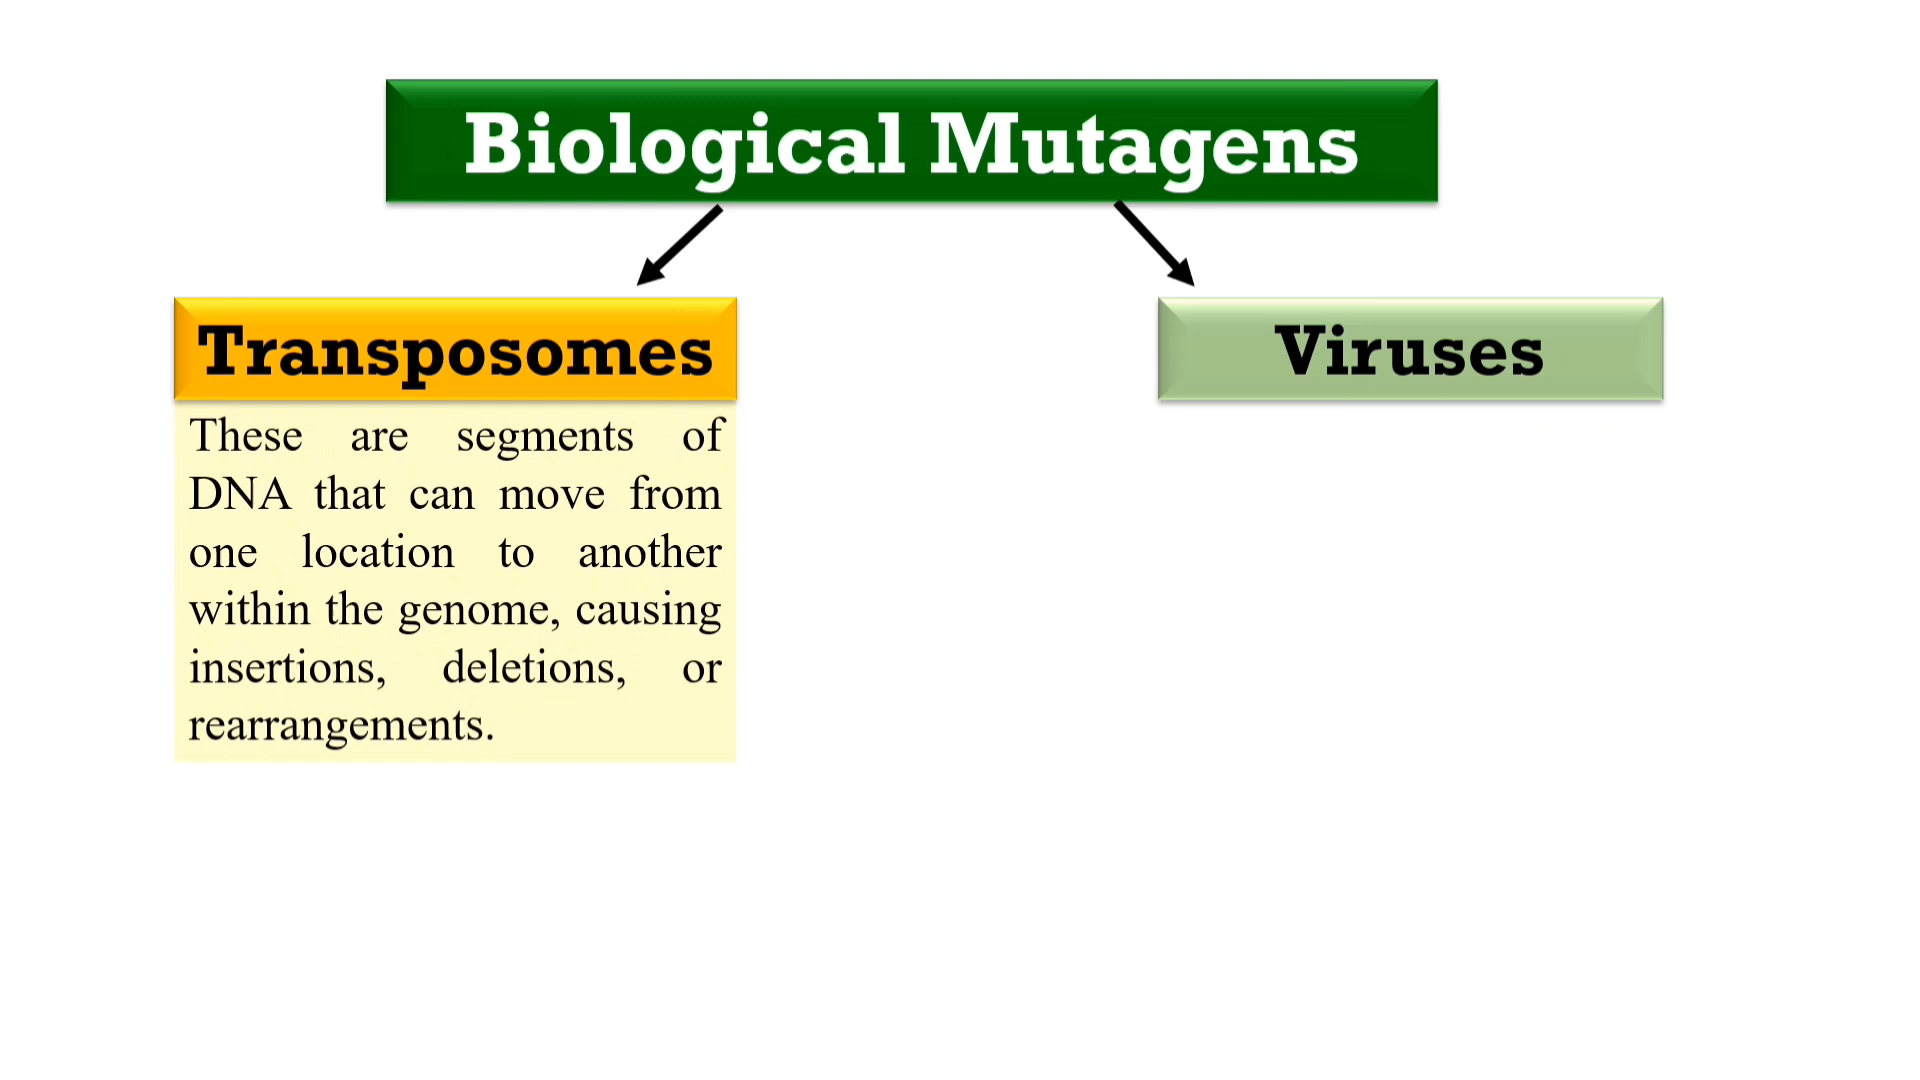 Biological Mutagens
Transposomes
These are segments of
DNA that can move from
one location to another
within the genome, causing
insertions, deletions, or
rearrangements.
Viruses